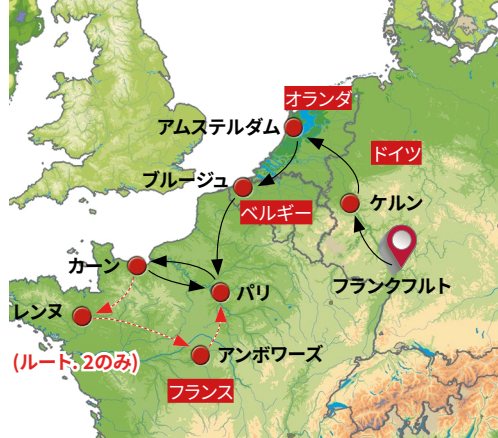 オランダ
アムステルダム
ドイツ
ブルージュ
ケルン
ベルギー
カーン
フランクフルト
パリ
レンヌ
アンボワーズ
(ルート. 2のみ)
フランス